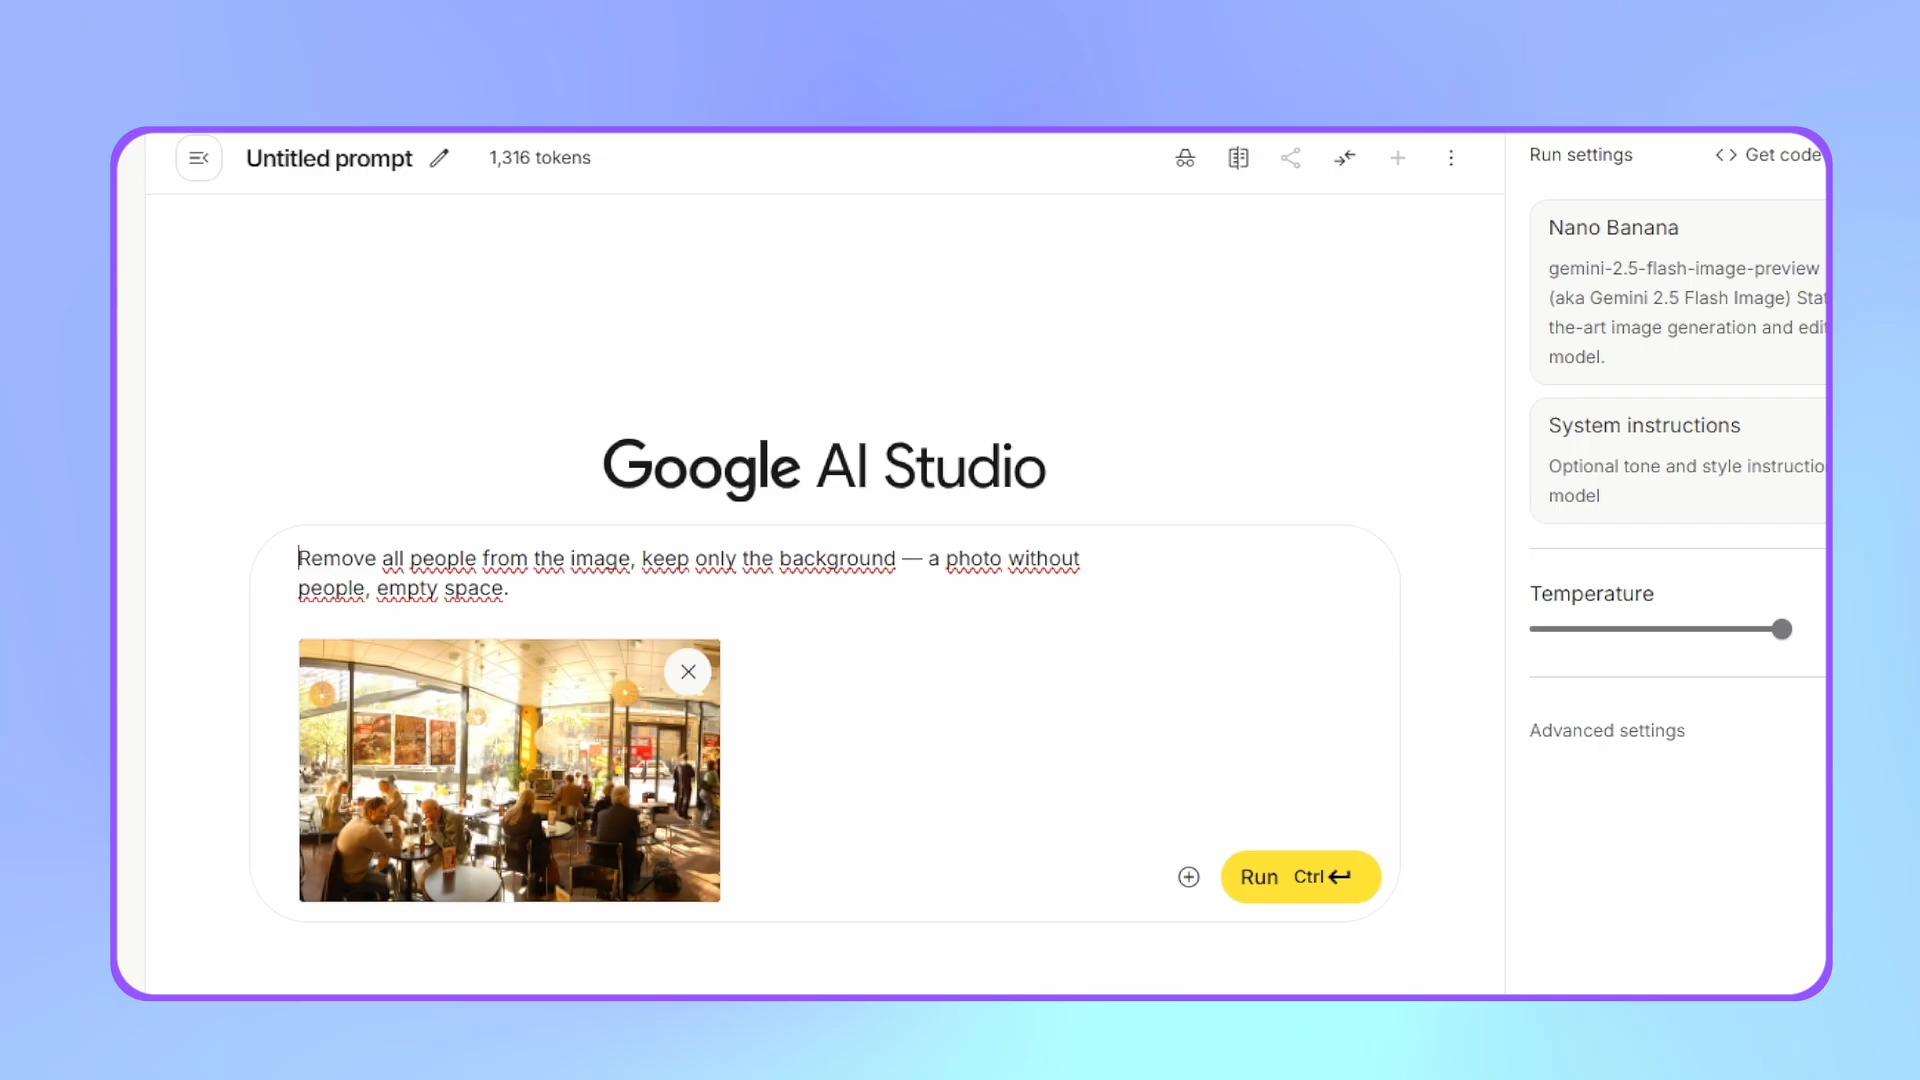 Untitled prompt
1,316 tokens
Run settings
Get code
Nano Banana
gemini-2.5-flash-image-preview
(aka Gemini 2.5 Flash Image) Stat
the-art image generation and edit
model.
System instructions
Optional tone and style instructio
model
Google AI Studio
Remove all people from the image, keep only the background — a photo without
people, empty space.
Run Ctrl
Temperature
Advanced settings